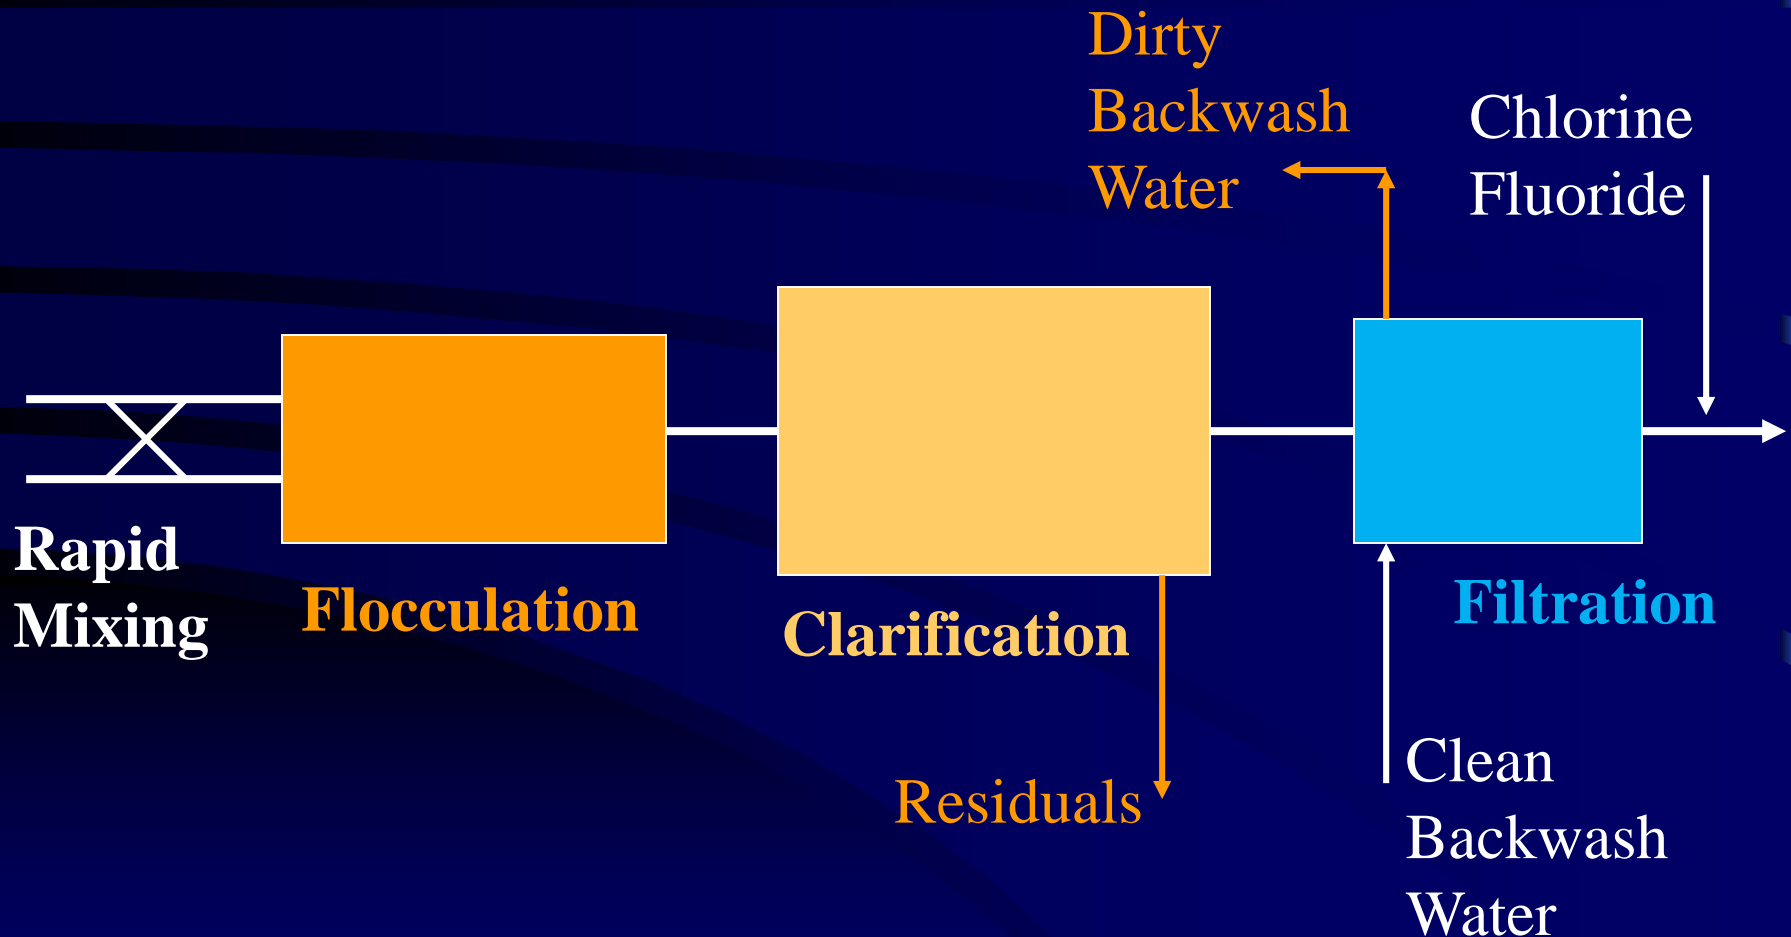 Dirty
Backwash
Water
Chlorine
Fluoride
Rapid
Mixing
Flocculation
Clarification
Filtration
Residuals
Clean
Backwash
Water